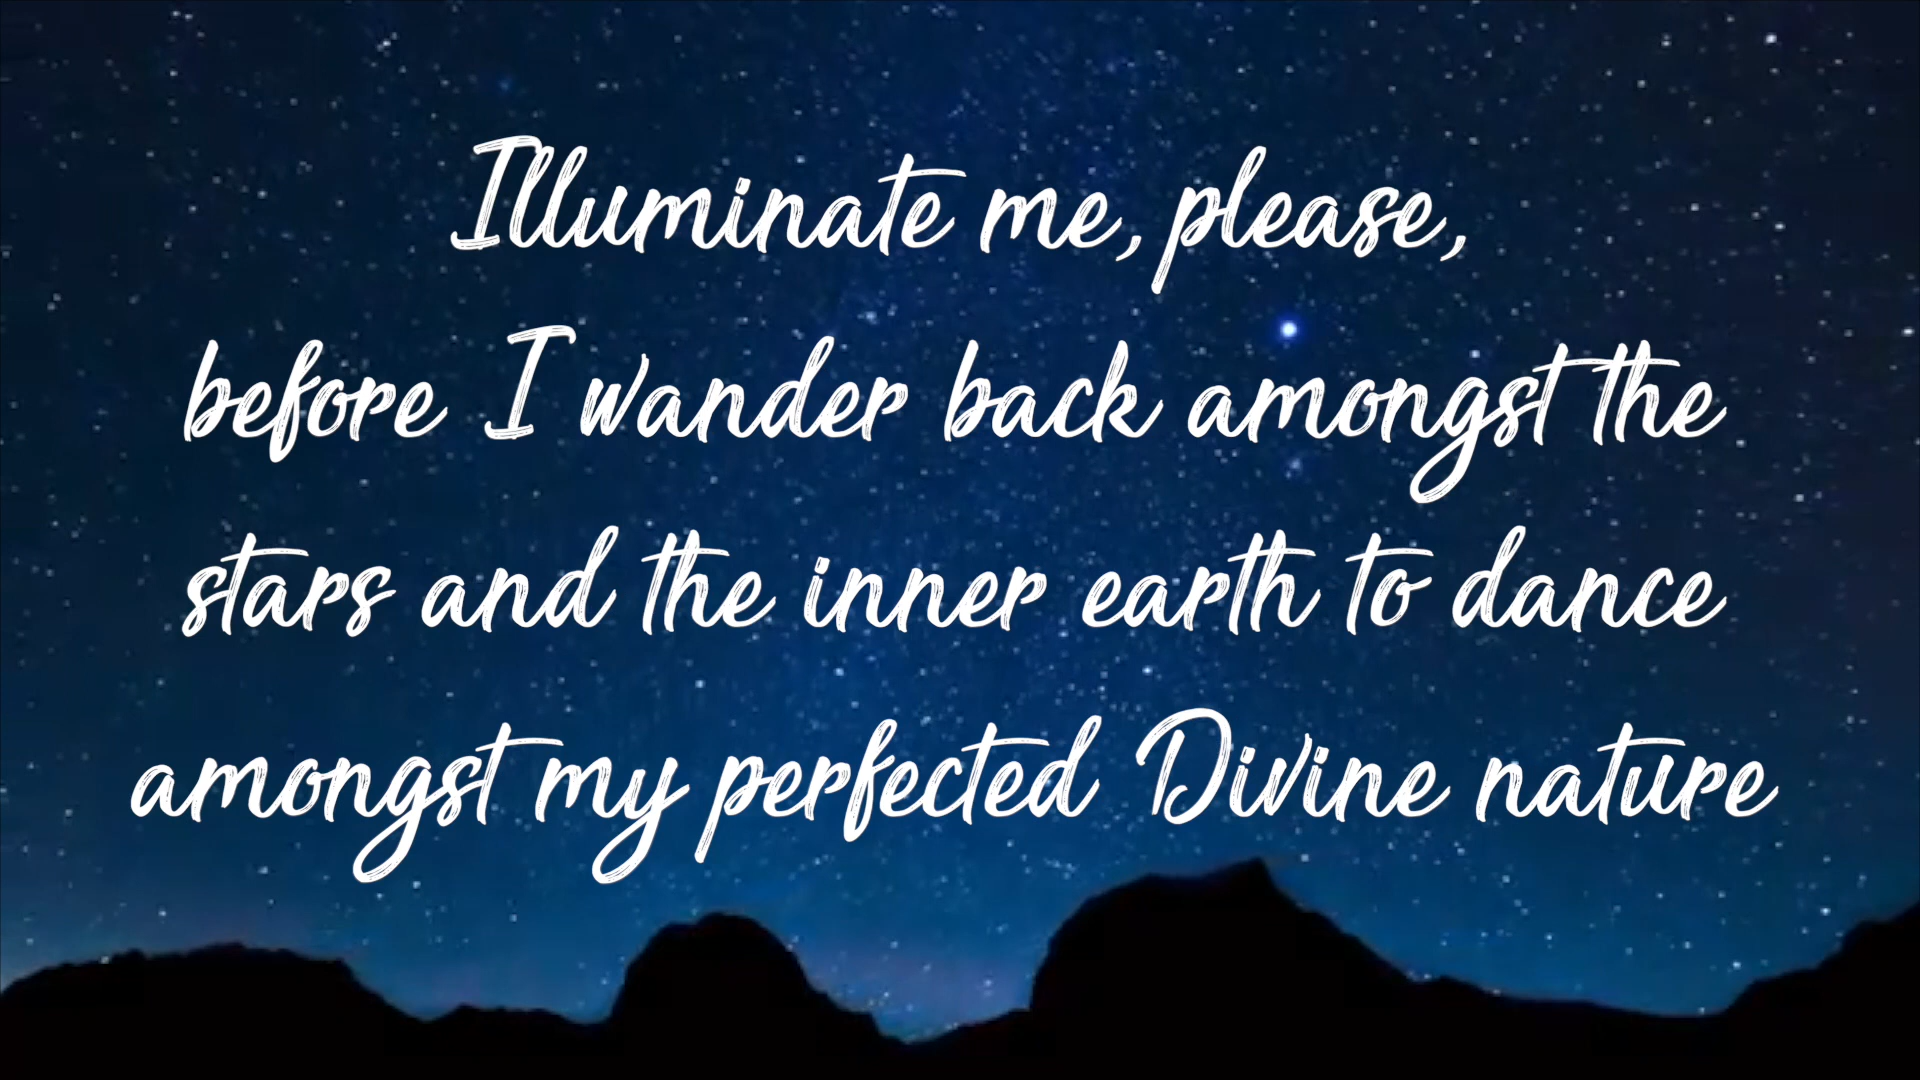 Illuminate me, please,
before I wander back amongst the
stars and the inner earth to dance
amongst my perfected Divine nature